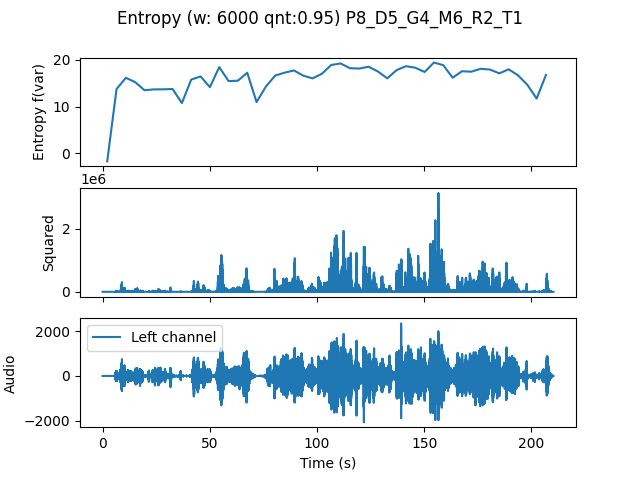 Entropy (w: 6000 qnt:0.95) P8_D5_G4_M6_R2_T1
20
10
0
Entropy f(var)
1e6
2
0
Squared
2000
0
−2000
Audio
Left channel
0 50 100 150 200
Time (s)